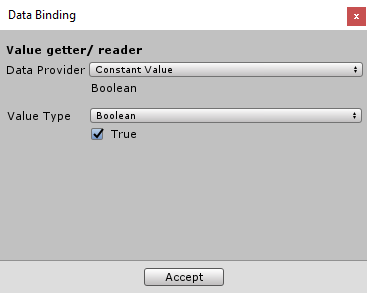 Data Binding
x
Value getter/ reader
Data Provider Constant Value
Boolean
Value Type Boolean
True
Accept